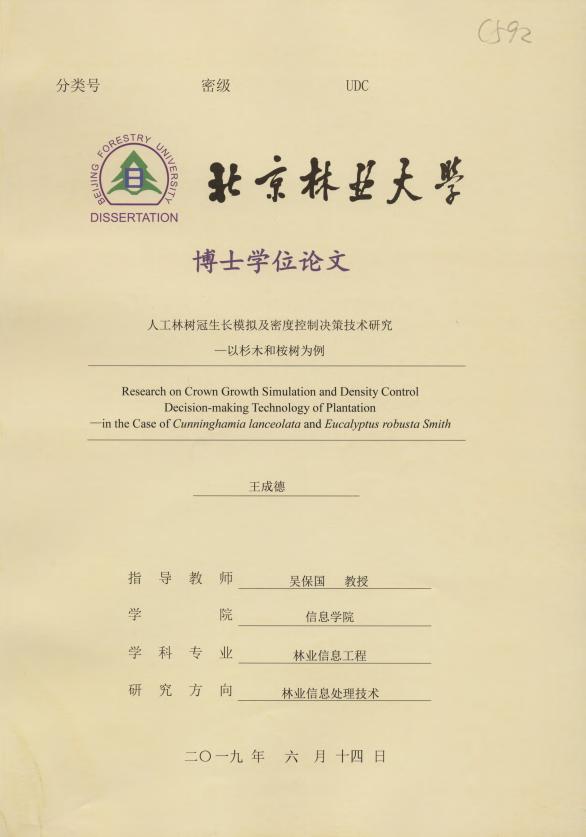 C592
分类号 密级 UDC
BEIJING FORESTRY UNIVERSITY
DISSERTATION
北京林业大学
博士学位论文
人工林树冠生长模拟及密度控制决策技术研究
—以杉木和桉树为例
Research on Crown Growth Simulation and Density Control
Decision-making Technology of Plantation
—in the Case of Cunninghamia lanceolata and Eucalyptus robusta Smith
王成德
指导教师 吴保国 教授
学院 信息学院
学科专业 林业信息工程
研究方向 林业信息处理技术
二〇一九年 六月十四日